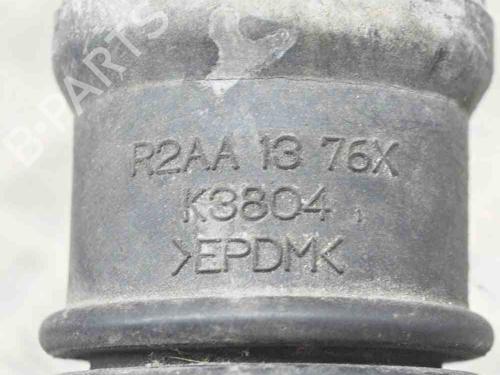 B-PARTS
R2AA 13 76X
K3804
>EPDM<